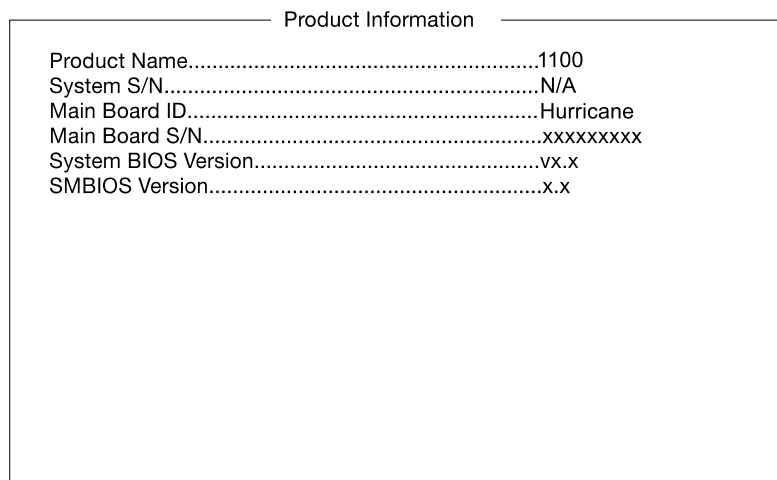 Product Information
Product Name..........................................................1100
System S/N...............................................................N/A
Main Board ID...........................................................Hurricane
Main Board S/N.........................................................xxxxxxxxx
System BIOS Version................................................vx.x
SMBIOS Version........................................................x.x